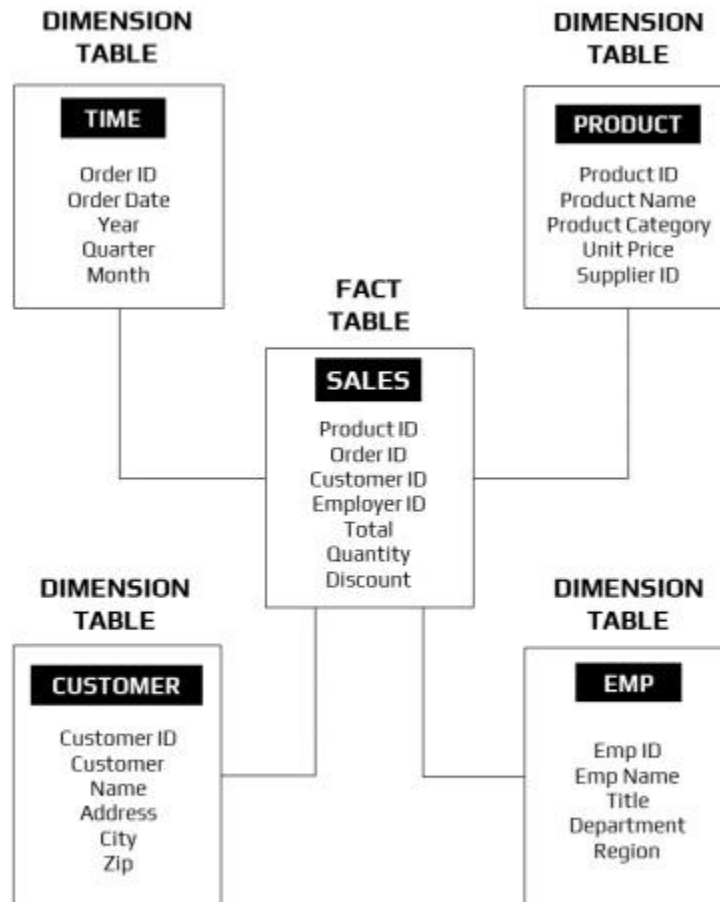 DIMENSION
TABLE
TIME
Order ID
Order Date
Year
Quarter
Month
DIMENSION
TABLE
PRODUCT
Product ID
Product Name
Product Category
Unit Price
Supplier ID
FACT
TABLE
SALES
Product ID
Order ID
Customer ID
Employer ID
Total
Quantity
Discount
DIMENSION
TABLE
CUSTOMER
Customer ID
Customer
Name
Address
City
Zip
DIMENSION
TABLE
EMP
Emp ID
Emp Name
Title
Department
Region